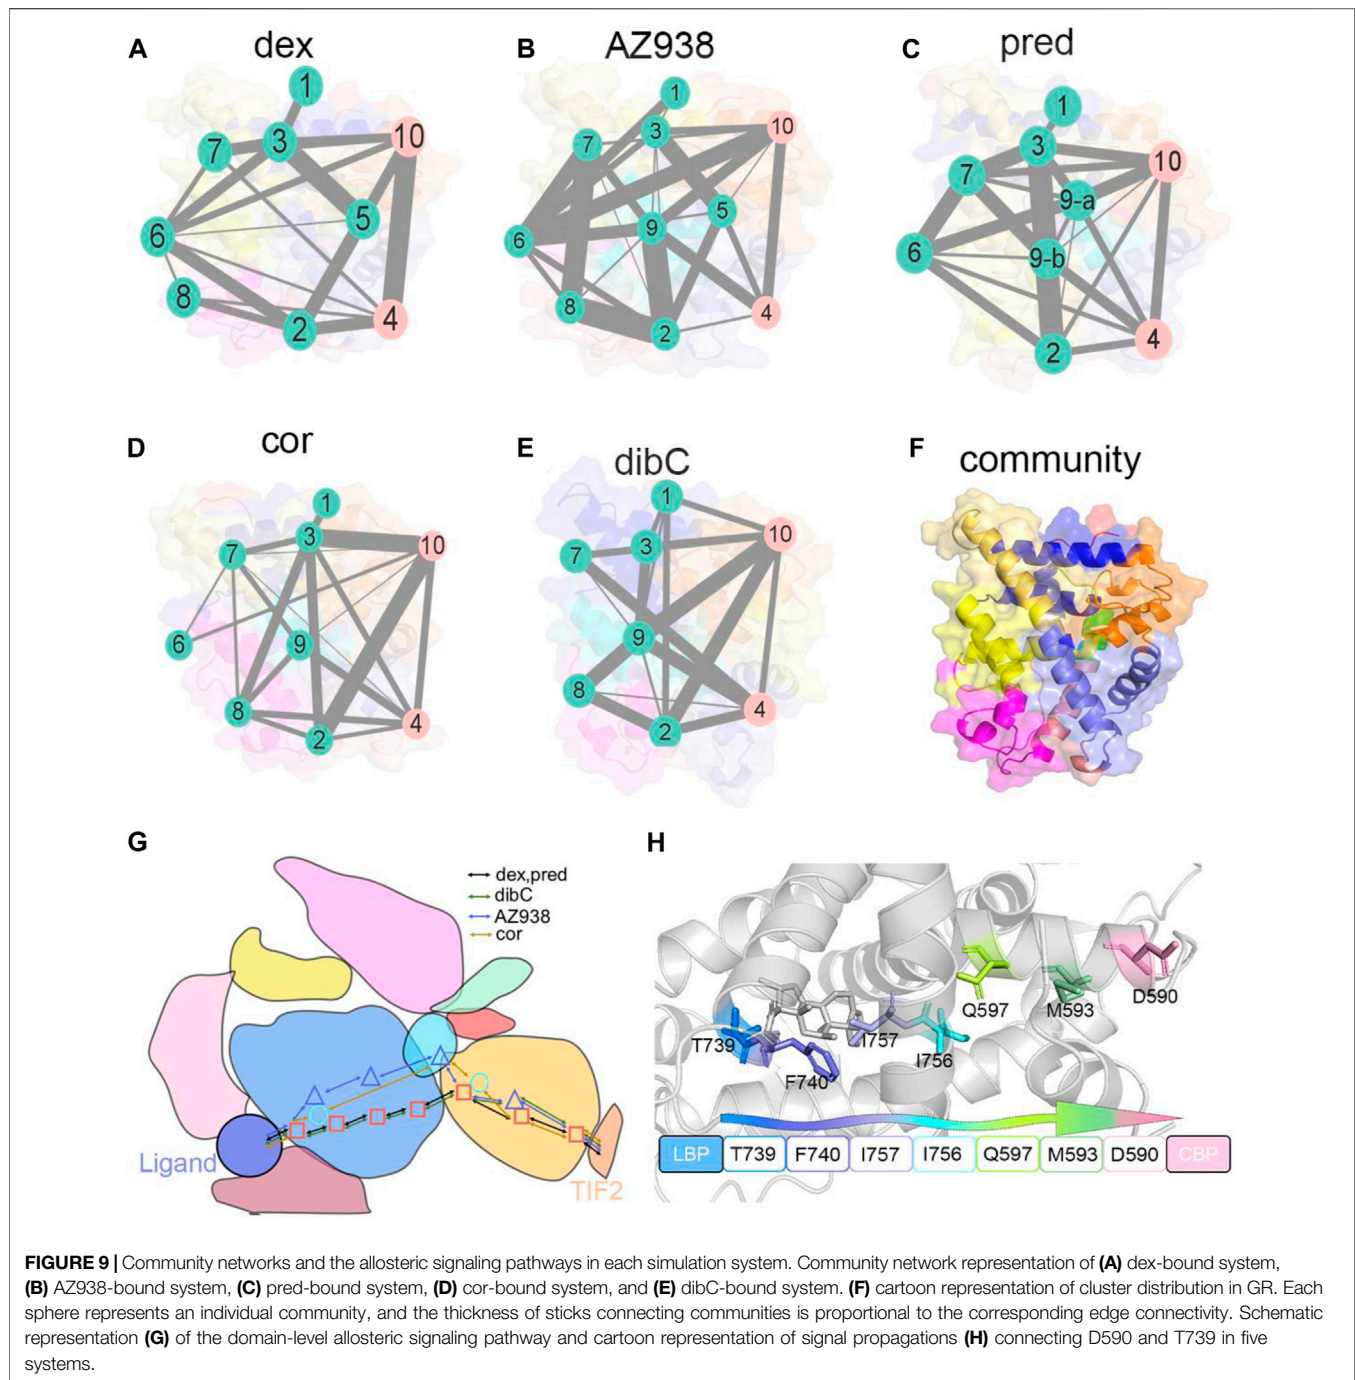 A
dex
1
10
7
3
5
6
8
2
4
B
AZ938
1
10
3
7
5
9
6
8
4
2
C
pred
1
3
10
7
9-a
6
9-b
4
2
D
cor
1
3
10
7
6
9
8
4
2
E
dibC
1
10
3
7
9
8
4
2
F
community
G
dex,pred
dibC
AZ938
cor
Ligand
TIF2
H
Q597
M593
D590
T739
I757
I756
F740
LBP T739 F740 I757 I756 Q597 M593 D590 CBP
FIGURE 9 | Community networks and the allosteric signaling pathways in each simulation system. Community network representation of (A) dex-bound system,
(B) AZ938-bound system, (C) pred-bound system, (D) cor-bound system, and (E) dibC-bound system. (F) cartoon representation of cluster distribution in GR. Each
sphere represents an individual community, and the thickness of sticks connecting communities is proportional to the corresponding edge connectivity. Schematic
representation (G) of the domain-level allosteric signaling pathway and cartoon representation of signal propagations (H) connecting D590 and T739 in five
systems.